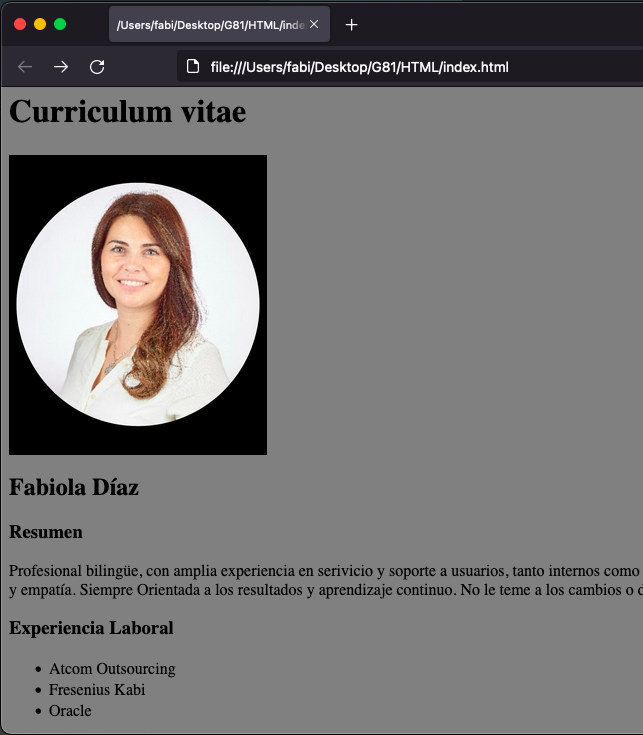 /Users/fabi/Desktop/G81/HTML/inde
file:///Users/fabi/Desktop/G81/HTML/index.html
Curriculum vitae
Fabiola Díaz
Resumen
Profesional bilingüe, con amplia experiencia en serivicio y soporte a usuarios, tanto internos como
y empatía. Siempre Orientada a los resultados y aprendizaje continuo. No le teme a los cambios o d
Experiencia Laboral
• Atcom Outsourcing
• Fresenius Kabi
• Oracle